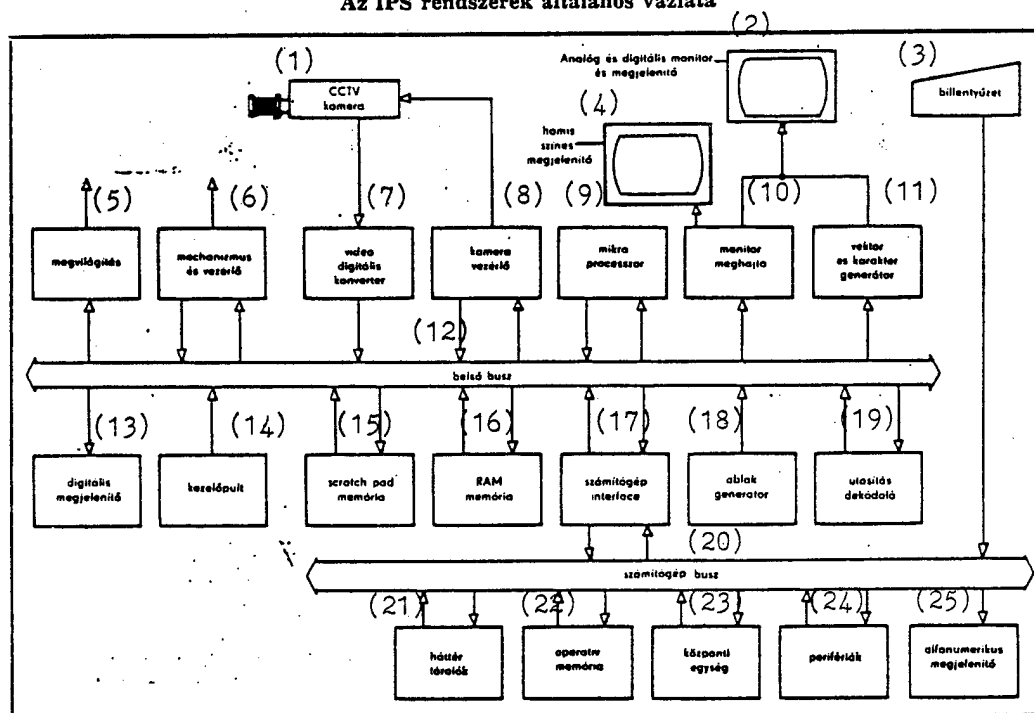 Az IPS rendszerek általános vázlata
(1)
CCTV
kamera
(2)
Analóg és digitális monitor
és megjelenítő
(3)
billentyűzet
(4)
hamis
színes
megjelenítő
(5)
megvilágítás
(6)
mechanizmus
és vezérlő
(7)
video
digitális
konverter
(8)
kamera
vezérlő
(9)
mikro
processzor
(10)
monitor
meghajtó
(11)
vektor
és karakter
generátor
(12)
belső busz
(13)
digitális
megjelenítő
(14)
kezelőpult
(15)
scratch pad
memória
(16)
RAM
memória
(17)
számítógép
interface
(18)
ablak
generator
(19)
utasítás
dekódoló
(20)
számítógép busz
(21)
háttér
tárolók
(22)
operatív
memória
(23)
központi
egység
(24)
perifériák
(25)
alfanumerikus
megjelenítő